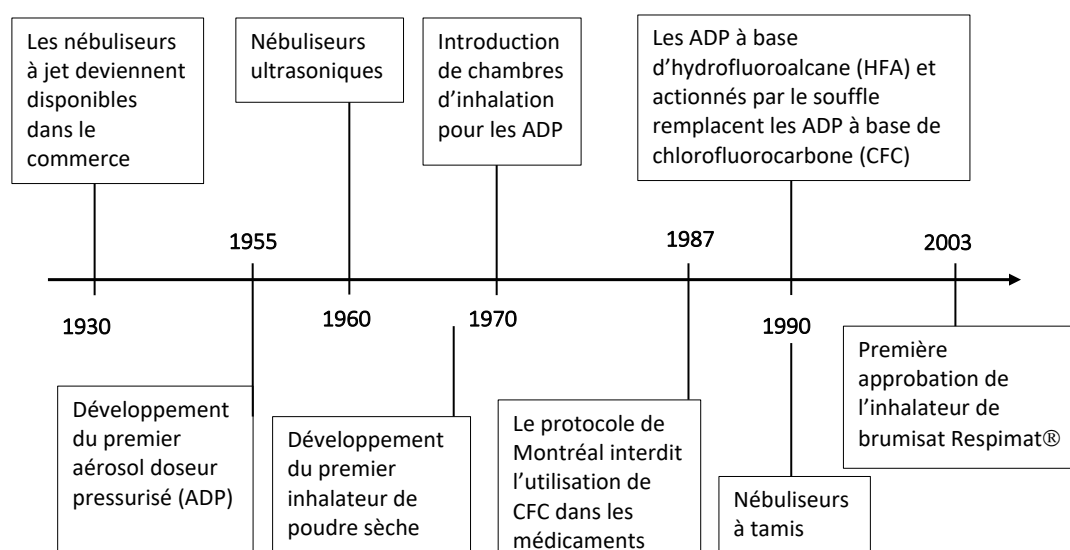 Les nébuliseurs
à jet deviennent
disponibles
dans le
commerce
Nébuliseurs
ultrasoniques
Introduction
de chambres
d’inhalation
pour les ADP
Les ADP à base
d’hydrofluoroalcane (HFA) et
actionnés par le souffle
remplacent les ADP à base de
chlorofluorocarbone (CFC)
1955
1987
2003
1930
1960
1970
1990
Développement
du premier
aérosol doseur
pressurisé (ADP)
Développement
du premier
inhalateur de
poudre sèche
Le protocole de
Montréal interdit
l’utilisation de
CFC dans les
médicaments
Nébuliseurs
à tamis
Première
approbation de
l’inhalateur de
brumisat Respimat®